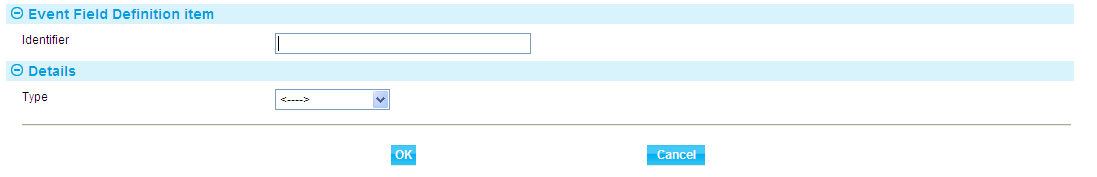 Event Field Definition item
Identifier
Details
Type
<---->
OK Cancel